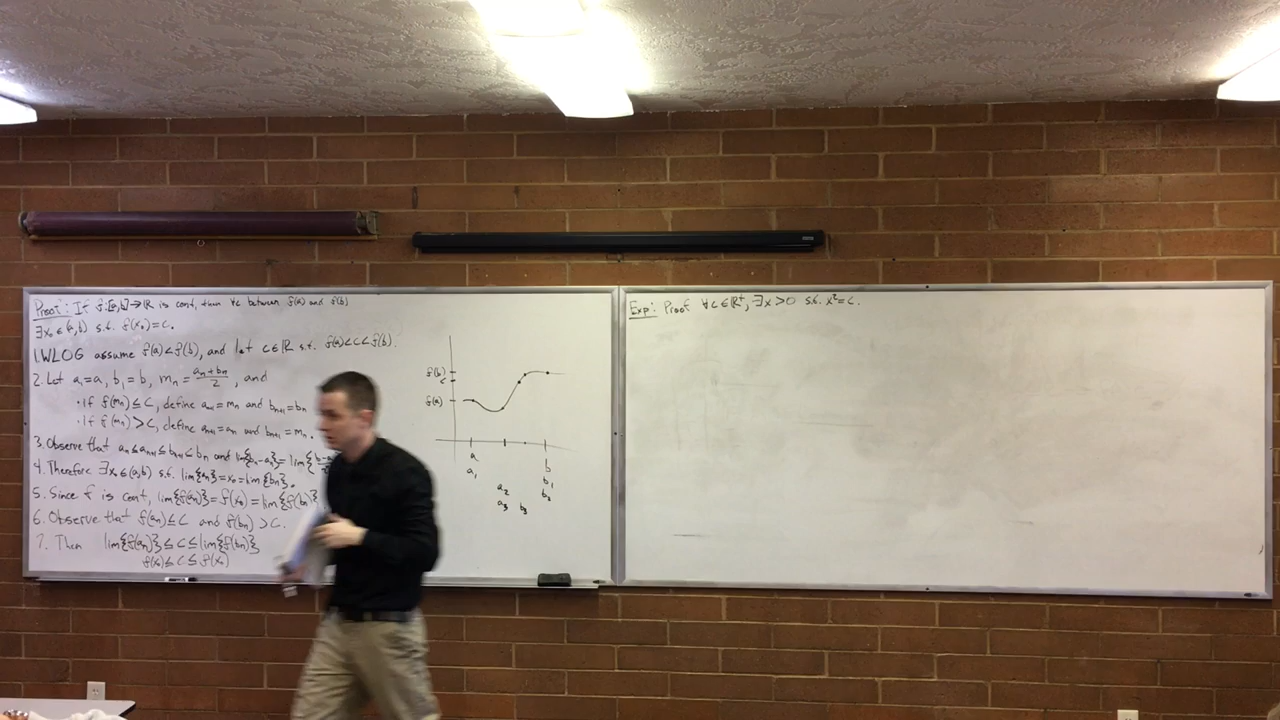 Proof: If f:[a,b]→ℝ is cont, then ∀c between f(a) and f(b)
∃x₀∈(a,b) s.t. f(x₀)=c.
1. WLOG assume f(a)<f(b), and let c∈ℝ s.t. f(a)<c<f(b).
2. Let a₁=a, b₁=b, mₙ=(aₙ+bₙ)/2, and
·if f(mₙ)≤c, define aₙ₊₁=mₙ and bₙ₊₁=bₙ
·if f(mₙ)>c, define aₙ₊₁=aₙ and bₙ₊₁=mₙ.
3. Observe that aₙ≤aₙ₊₁≤bₙ₊₁≤bₙ and lim{bₙ-aₙ}=lim{b-a
4. Therefore ∃x₀∈(a,b) s.t. lim{aₙ}=x₀=lim{bₙ}.
5. Since f is cont, lim{f(aₙ)}=f(x₀)=lim{f(bₙ)}
6. Observe that f(aₙ)≤c and f(bₙ)>c.
7. Then lim{f(aₙ)}≤c≤lim{f(bₙ)}
f(x₀)≤c≤f(x₀)
f(b)
c
f(a)
a b
a₁ b₁
a₂ b₂
a₃ b₃
Exp: Proof ∀c∈ℝ⁺, ∃x>0 s.t. x²=c.